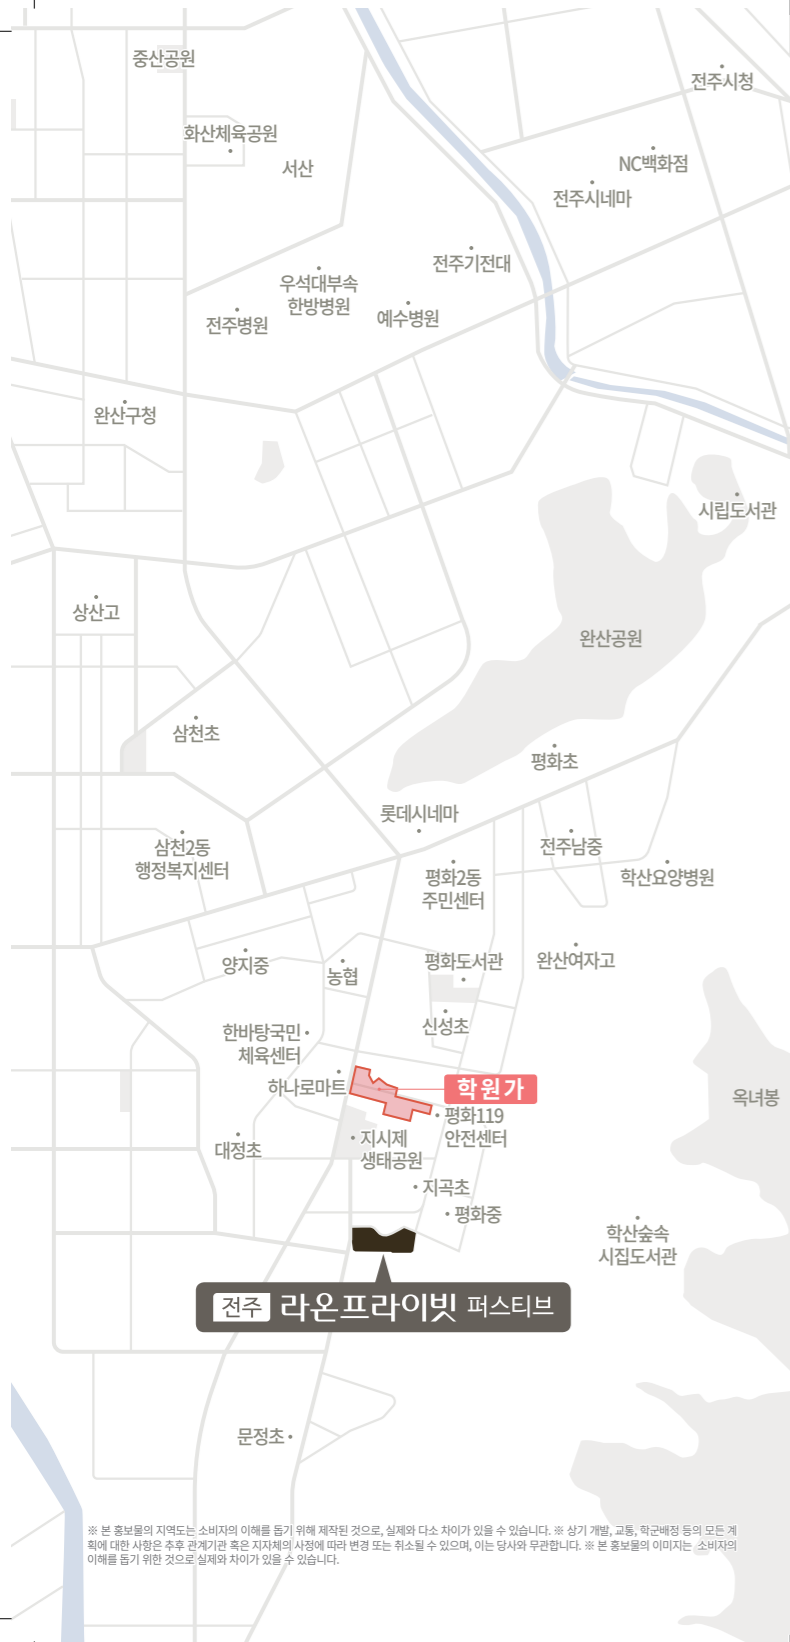 중산공원
전주시청
화산체육공원
서산
NC백화점
전주시네마
전주기전대
우석대부속
한방병원
예수병원
전주병원
완산구청
시립도서관
상산고
완산공원
삼천초
평화초
롯데시네마
삼천2동
행정복지센터
전주남중
평화2동
주민센터
학산요양병원
양지중
농협
평화도서관
완산여자고
신성초
한바탕국민
체육센터
하나로마트
학원가
옥녀봉
평화119
안전센터
대정초
지시제
생태공원
지곡초
평화중
학산숲속
시집도서관
전주 라온프라이빗 퍼스티브
문정초
※ 본 홍보물의 지역도는 소비자의 이해를 돕기 위해 제작된 것으로, 실제와 다소 차이가 있을 수 있습니다. ※ 상기 개발, 교통, 학군배정 등의 모든 계
획에 대한 사항은 추후 관계기관 혹은 지자체의 사정에 따라 변경 또는 취소될 수 있으며, 이는 당사와 무관합니다. ※ 본 홍보물의 이미지는 소비자의
이해를 돕기 위한 것으로 실제와 차이가 있을 수 있습니다.